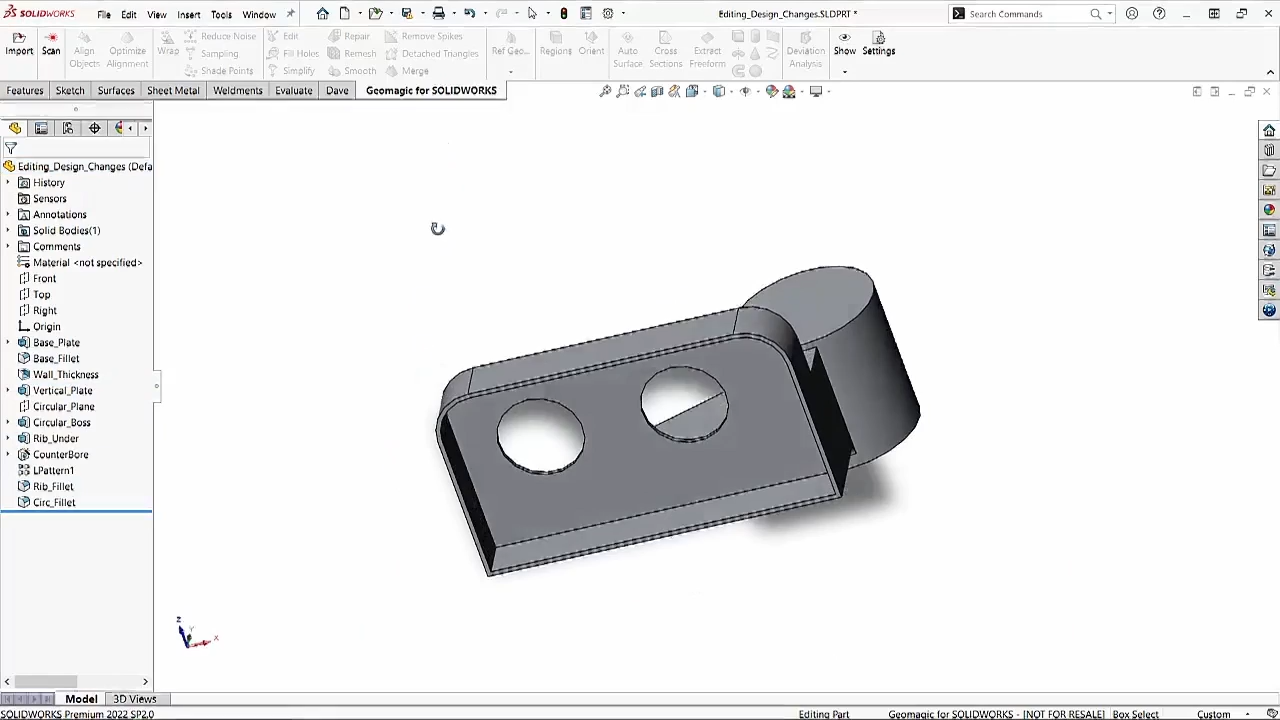 SOLIDWORKS File Edit View Insert Tools Window Editing_Design_Changes.SLDPRT * Search Commands
Import Scan Align Objects Optimize Alignment Wrap Reduce Noise Sampling Shade Points Edit Fill Holes Simplify Repair Remesh Smooth Remove Spikes Detached Triangles Merge Ref Geo... Regions Orient Auto Surface Cross Sections Extract Freeform Deviation Analysis Show Settings
Features Sketch Surfaces Sheet Metal Weldments Evaluate Dave Geomagic for SOLIDWORKS
Editing_Design_Changes (Defa
History
Sensors
Annotations
Solid Bodies(1)
Comments
Material <not specified>
Front
Top
Right
Origin
Base_Plate
Base_Fillet
Wall_Thickness
Vertical_Plate
Circular_Plane
Circular_Boss
Rib_Under
CounterBore
LPattern1
Rib_Fillet
Circ_Fillet
Z Y X
Model 3D Views
SOLIDWORKS Premium 2022 SP2.0 Editing Part Geomagic for SOLIDWORKS - [NOT FOR RESALE] Box Select Custom